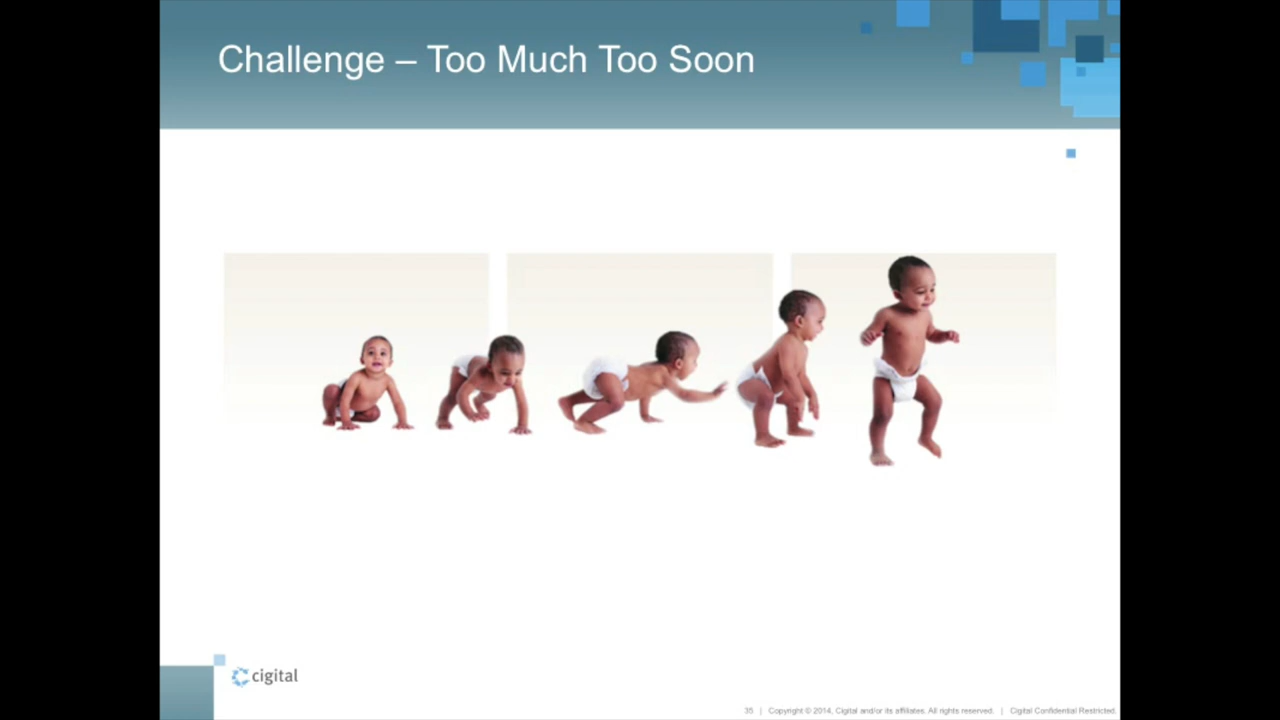 Challenge – Too Much Too Soon
cigital
35 | Copyright © 2014, Cigital and/or its affiliates. All rights reserved. | Cigital Confidential Restricted.